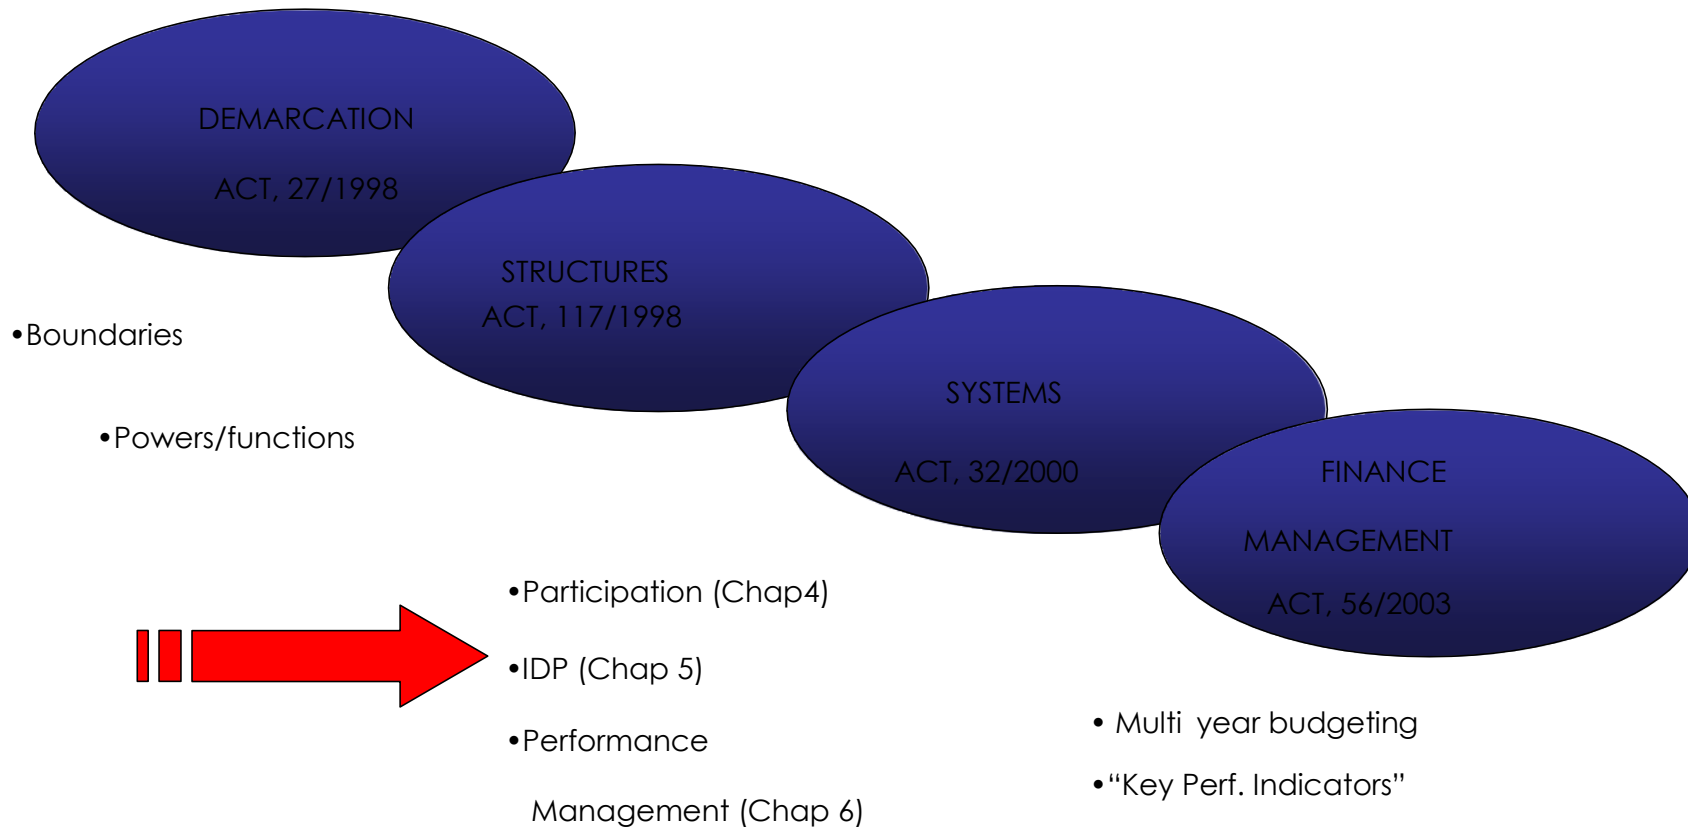 DEMARCATION
ACT, 27/1998
STRUCTURES
ACT, 117/1998
SYSTEMS
ACT, 32/2000
FINANCE
MANAGEMENT
ACT, 56/2003
•Boundaries
•Powers/functions
•Participation (Chap4)
•IDP (Chap 5)
•Performance
Management (Chap 6)
• Multi year budgeting
•“Key Perf. Indicators”